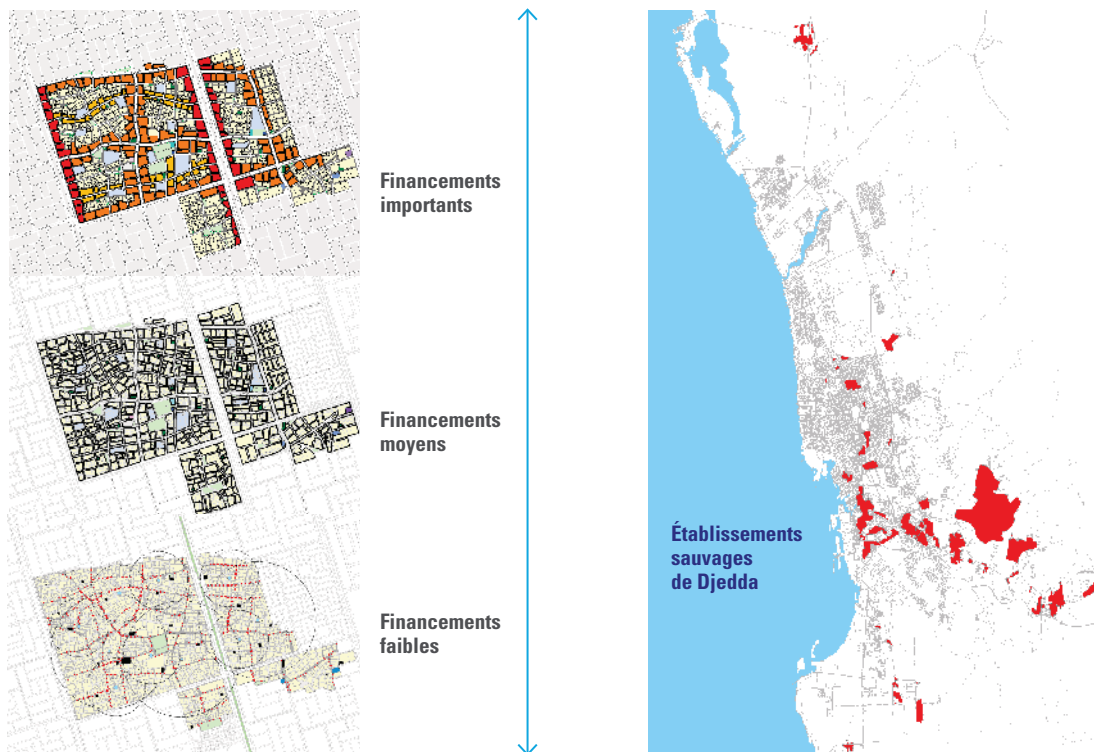 Financements
importants
Financements
moyens
Financements
faibles
Établissements
sauvages
de Djedda